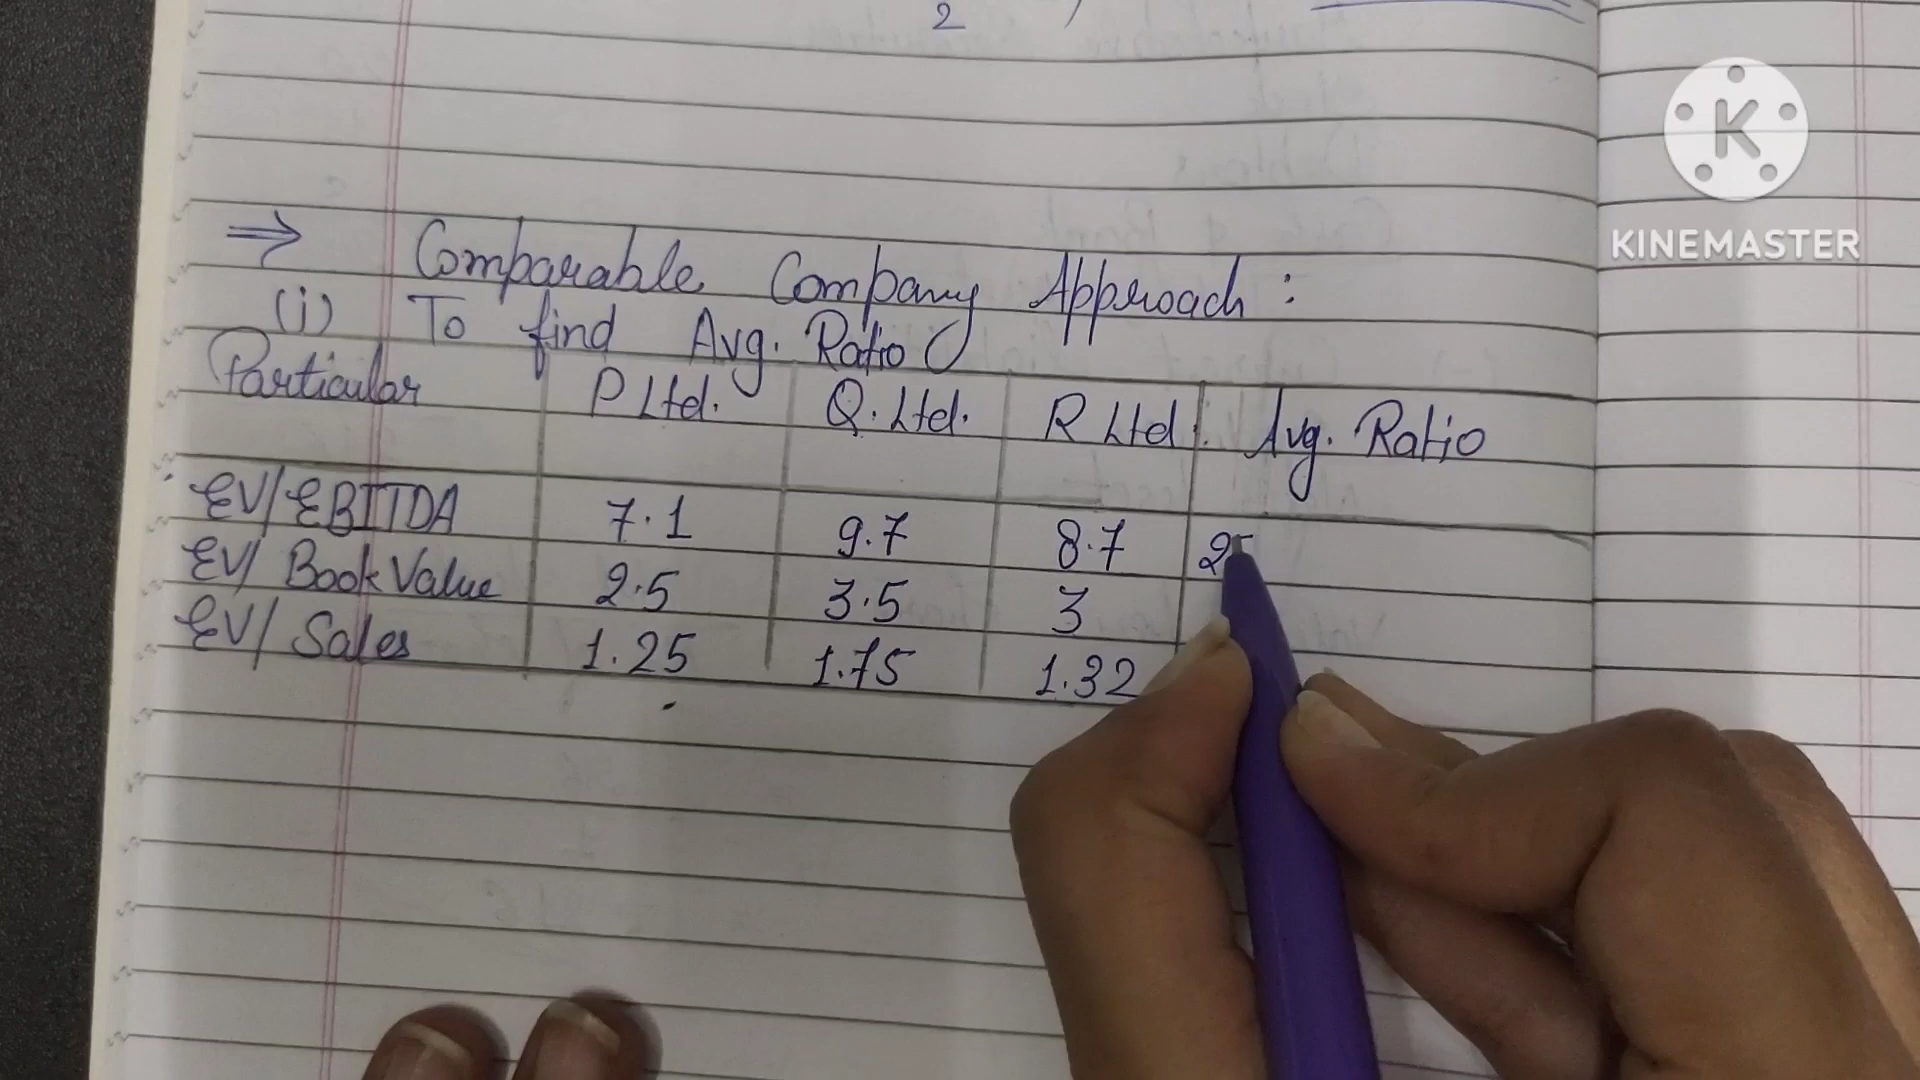 2
K
KINEMASTER
⇒ Comparable Company Approach :
(i) To find Avg. Ratio
Particular P Ltd. Q. Ltd. R Ltd. Avg. Ratio
EV/EBITDA 7.1 9.7 8.7 25
EV/ Book Value 2.5 3.5 3
EV/ Sales 1.25 1.75 1.32